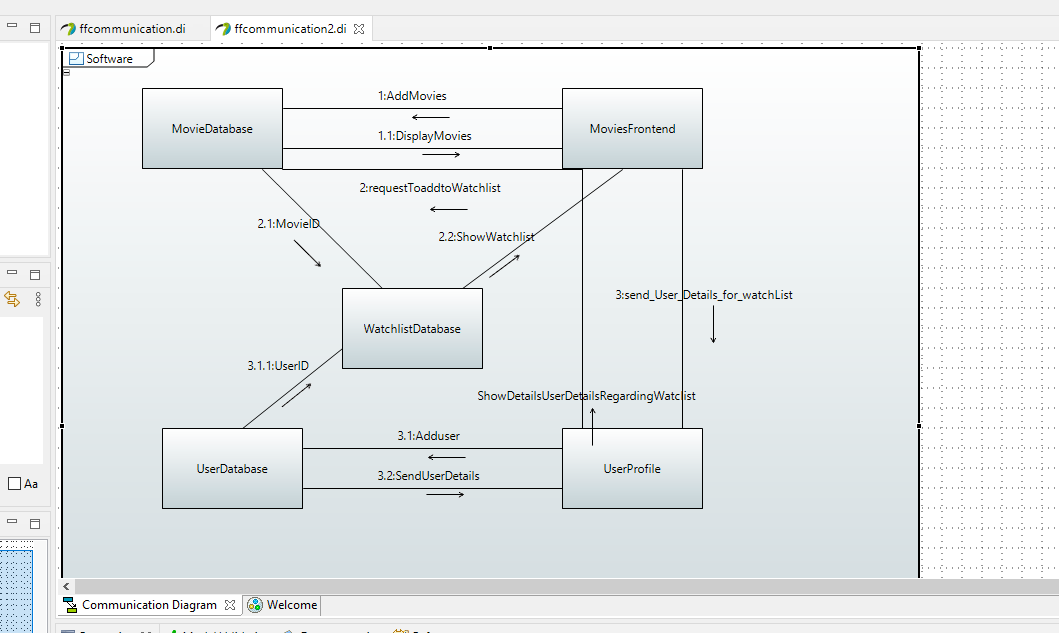 ffcommunication.di
ffcommunication2.di
Software
MovieDatabase
1:AddMovies
MoviesFrontend
1.1:DisplayMovies
2:requestToaddtoWatchlist
2.1:MovieID
2.2:ShowWatchlist
3:send_User_Details_for_watchList
WatchlistDatabase
3.1.1:UserID
ShowDetailsUserDetailsRegardingWatclist
3.1:Adduser
UserDatabase
UserProfile
3.2:SendUserDetails
Aa
Communication Diagram
Welcome